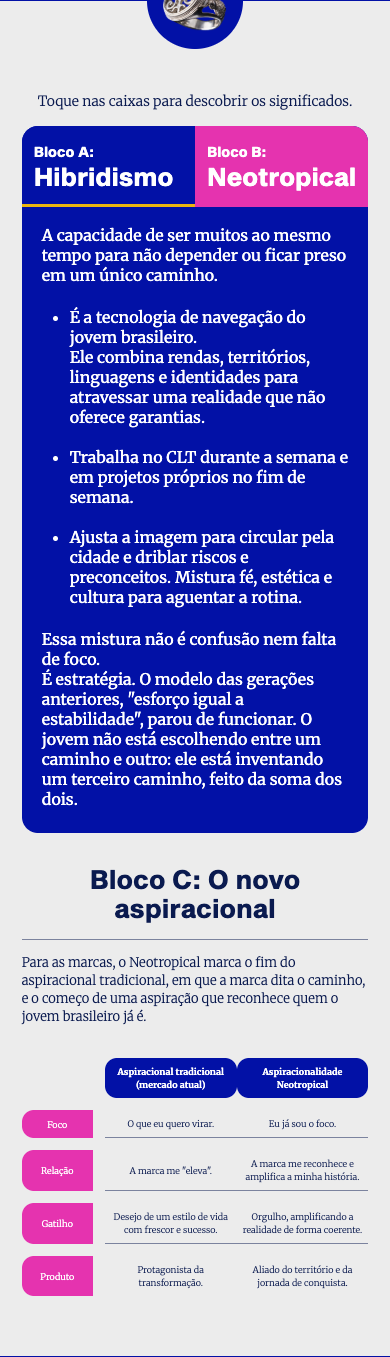 Toque nas caixas para descobrir os significados.
Bloco A:
Hibridismo
Bloco B:
Neotropical
A capacidade de ser muitos ao mesmo
tempo para não depender ou ficar preso
em um único caminho.
• É a tecnologia de navegação do
jovem brasileiro.
Ele combina rendas, territórios,
linguagens e identidades para
atravessar uma realidade que não
oferece garantias.
• Trabalha no CLT durante a semana e
em projetos próprios no fim de
semana.
• Ajusta a imagem para circular pela
cidade e driblar riscos e
preconceitos. Mistura fé, estética e
cultura para aguentar a rotina.
Essa mistura não é confusão nem falta
de foco.
É estratégia. O modelo das gerações
anteriores, "esforço igual a
estabilidade", parou de funcionar. O
jovem não está escolhendo entre um
caminho e outro: ele está inventando
um terceiro caminho, feito da soma dos
dois.
Bloco C: O novo
aspiracional
Para as marcas, o Neotropical marca o fim do
aspiracional tradicional, em que a marca dita o caminho,
e o começo de uma aspiração que reconhece quem o
jovem brasileiro já é.
Aspiracional tradicional
(mercado atual)
Aspiracionalidade
Neotropical
Foco
O que eu quero virar.
Eu já sou o foco.
Relação
A marca me "eleva".
A marca me reconhece e
amplifica a minha história.
Gatilho
Desejo de um estilo de vida
com frescor e sucesso.
Orgulho, amplificando a
realidade de forma coerente.
Produto
Protagonista da
transformação.
Aliado do território e da
jornada de conquista.